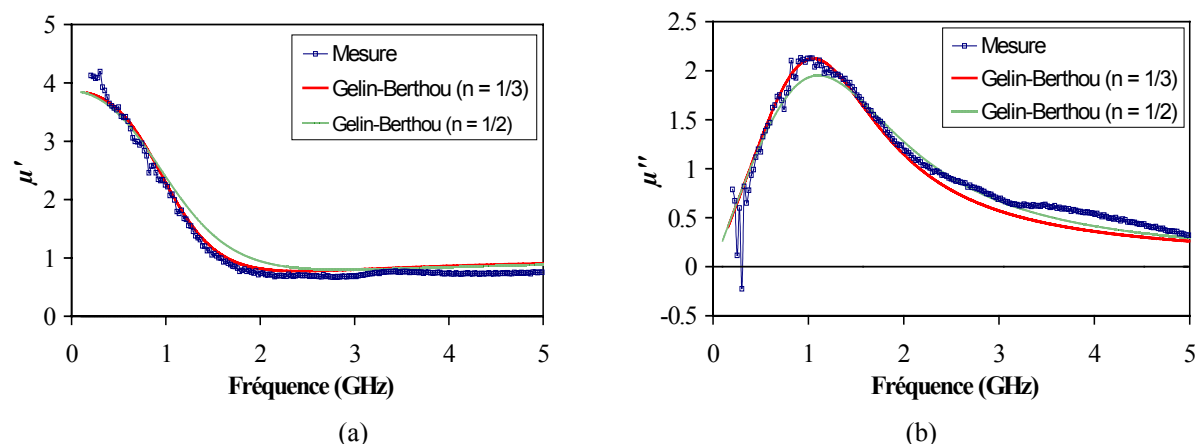 5
4
3
2
1
0
μ'
Mesure
Gelin-Berthou (n = 1/3)
Gelin-Berthou (n = 1/2)
0 1 2 3 4 5
Fréquence (GHz)
(a)
2.5
2
1.5
1
0.5
0
-0.5
μ''
Mesure
Gelin-Berthou (n = 1/3)
Gelin-Berthou (n = 1/2)
0 1 2 3 4 5
Fréquence (GHz)
(b)